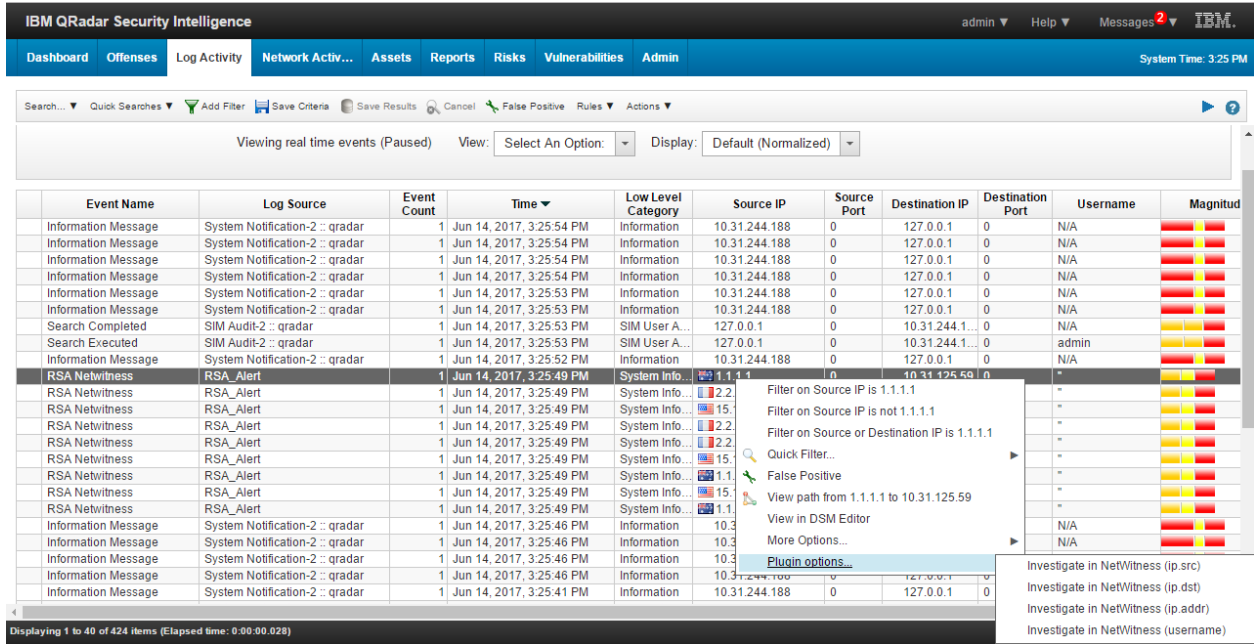 IBM QRadar Security Intelligence admin ▼ Help ▼ Messages 2 ▼ IBM.
Dashboard Offenses Log Activity Network Activ... Assets Reports Risks Vulnerabilities Admin System Time: 3:25 PM
Search... ▼ Quick Searches ▼ Add Filter Save Criteria Save Results Cancel False Positive Rules ▼ Actions ▼
Viewing real time events (Paused) View: Select An Option: Display: Default (Normalized)
Event Name Log Source Event Count Time ▼ Low Level Category Source IP Source Port Destination IP Destination Port Username Magnitud
Information Message System Notification-2 :: qradar 1 Jun 14, 2017, 3:25:54 PM Information 10.31.244.188 0 127.0.0.1 0 N/A
Information Message System Notification-2 :: qradar 1 Jun 14, 2017, 3:25:54 PM Information 10.31.244.188 0 127.0.0.1 0 N/A
Information Message System Notification-2 :: qradar 1 Jun 14, 2017, 3:25:54 PM Information 10.31.244.188 0 127.0.0.1 0 N/A
Information Message System Notification-2 :: qradar 1 Jun 14, 2017, 3:25:54 PM Information 10.31.244.188 0 127.0.0.1 0 N/A
Information Message System Notification-2 :: qradar 1 Jun 14, 2017, 3:25:53 PM Information 10.31.244.188 0 127.0.0.1 0 N/A
Information Message System Notification-2 :: qradar 1 Jun 14, 2017, 3:25:53 PM Information 10.31.244.188 0 127.0.0.1 0 N/A
Search Completed SIM Audit-2 :: qradar 1 Jun 14, 2017, 3:25:53 PM SIM User A... 127.0.0.1 0 10.31.244.1... 0 N/A
Search Executed SIM Audit-2 :: qradar 1 Jun 14, 2017, 3:25:53 PM SIM User A... 127.0.0.1 0 10.31.244.1... 0 admin
Information Message System Notification-2 :: qradar 1 Jun 14, 2017, 3:25:52 PM Information 10.31.244.188 0 127.0.0.1 0 N/A
RSA Netwitness RSA_Alert 1 Jun 14, 2017, 3:25:49 PM System Info... 1.1.1.1 0 10.31.125.59 0 "
RSA Netwitness RSA_Alert 1 Jun 14, 2017, 3:25:49 PM System Info... 2.2. "
RSA Netwitness RSA_Alert 1 Jun 14, 2017, 3:25:49 PM System Info... 15. "
RSA Netwitness RSA_Alert 1 Jun 14, 2017, 3:25:49 PM System Info... 2.2. "
RSA Netwitness RSA_Alert 1 Jun 14, 2017, 3:25:49 PM System Info... 2.2. "
RSA Netwitness RSA_Alert 1 Jun 14, 2017, 3:25:49 PM System Info... 15. "
RSA Netwitness RSA_Alert 1 Jun 14, 2017, 3:25:49 PM System Info... 1.1. "
RSA Netwitness RSA_Alert 1 Jun 14, 2017, 3:25:49 PM System Info... 15. "
RSA Netwitness RSA_Alert 1 Jun 14, 2017, 3:25:49 PM System Info... 1.1. "
Information Message System Notification-2 :: qradar 1 Jun 14, 2017, 3:25:46 PM Information 10.3 N/A
Information Message System Notification-2 :: qradar 1 Jun 14, 2017, 3:25:46 PM Information 10.3 N/A
Information Message System Notification-2 :: qradar 1 Jun 14, 2017, 3:25:46 PM Information 10.3
Information Message System Notification-2 :: qradar 1 Jun 14, 2017, 3:25:46 PM Information 10.31.244.188 0 127.0.0.1 0
Information Message System Notification-2 :: qradar 1 Jun 14, 2017, 3:25:41 PM Information 10.31.244.188 0 127.0.0.1 0
Filter on Source IP is 1.1.1.1
Filter on Source IP is not 1.1.1.1
Filter on Source or Destination IP is 1.1.1.1
Quick Filter...
False Positive
View path from 1.1.1.1 to 10.31.125.59
View in DSM Editor
More Options...
Plugin options...
Investigate in NetWitness (ip.src)
Investigate in NetWitness (ip.dst)
Investigate in NetWitness (ip.addr)
Investigate in NetWitness (username)
Displaying 1 to 40 of 424 items (Elapsed time: 0:00:00.028)